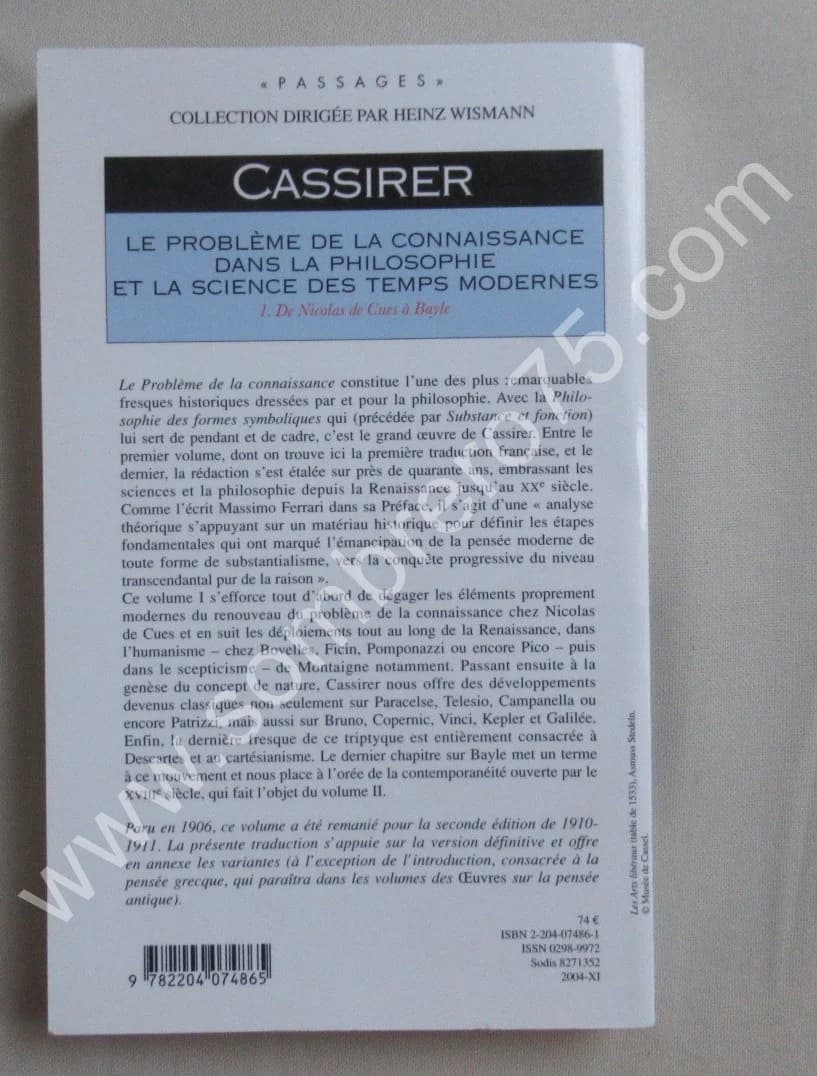 « PASSAGES »
COLLECTION DIRIGÉE PAR HEINZ WISMANN
CASSIRER
LE PROBLÈME DE LA CONNAISSANCE
DANS LA PHILOSOPHIE
ET LA SCIENCE DES TEMPS MODERNES
1. De Nicolas de Cues à Bayle
Le Problème de la connaissance constitue l'une des plus remarquables
fresques historiques dressées par et pour la philosophie. Avec la Philo-
sophie des formes symboliques qui (précédée par Substance et fonction)
lui sert de pendant et de cadre, c'est le grand œuvre de Cassirer. Entre le
premier volume, dont on trouve ici la première traduction française, et le
dernier, la rédaction s'est étalée sur près de quarante ans, embrassant les
sciences et la philosophie depuis la Renaissance jusqu'au XXe siècle.
Comme l'écrit Massimo Ferrari dans sa Préface, il s'agit d'une « analyse
théorique s'appuyant sur un matériau historique pour définir les étapes
fondamentales qui ont marqué l'émancipation de la pensée moderne de
toute forme de substantialisme, vers la conquête progressive du niveau
transcendantal pur de la raison ».
Ce volume I s'efforce tout d'abord de dégager les éléments proprement
modernes du renouveau du problème de la connaissance chez Nicolas
de Cues et en suit les déploiements tout au long de la Renaissance, dans
l'humanisme – chez Bovelles, Ficin, Pomponazzi ou encore Pico – puis
dans le scepticisme – de Montaigne notamment. Passant ensuite à la
genèse du concept de nature, Cassirer nous offre des développements
devenus classiques non seulement sur Paracelse, Telesio, Campanella ou
encore Patrizzi, mais aussi sur Bruno, Copernic, Vinci, Kepler et Galilée.
Enfin, la dernière fresque de ce triptyque est entièrement consacrée à
Descartes et au cartésianisme. Le dernier chapitre sur Bayle met un terme
à ce mouvement et nous place à l'orée de la contemporanéité ouverte par le
XVIIIe siècle, qui fait l'objet du volume II.
Paru en 1906, ce volume a été remanié pour la seconde édition de 1910-
1911. La présente traduction s'appuie sur la version définitive et offre
en annexe les variantes (à l'exception de l'introduction, consacrée à la
pensée grecque, qui paraîtra dans les volumes des Œuvres sur la pensée
antique).
74 €
ISBN 2-204-07486-1
ISSN 0298-9972
Sodis 8271352
2004-XI
9 782204 074865
Les Arts libéraux (table de 1533), Asmuss Stedeln.
© Musée de Cassel.
www.sombrero75.com